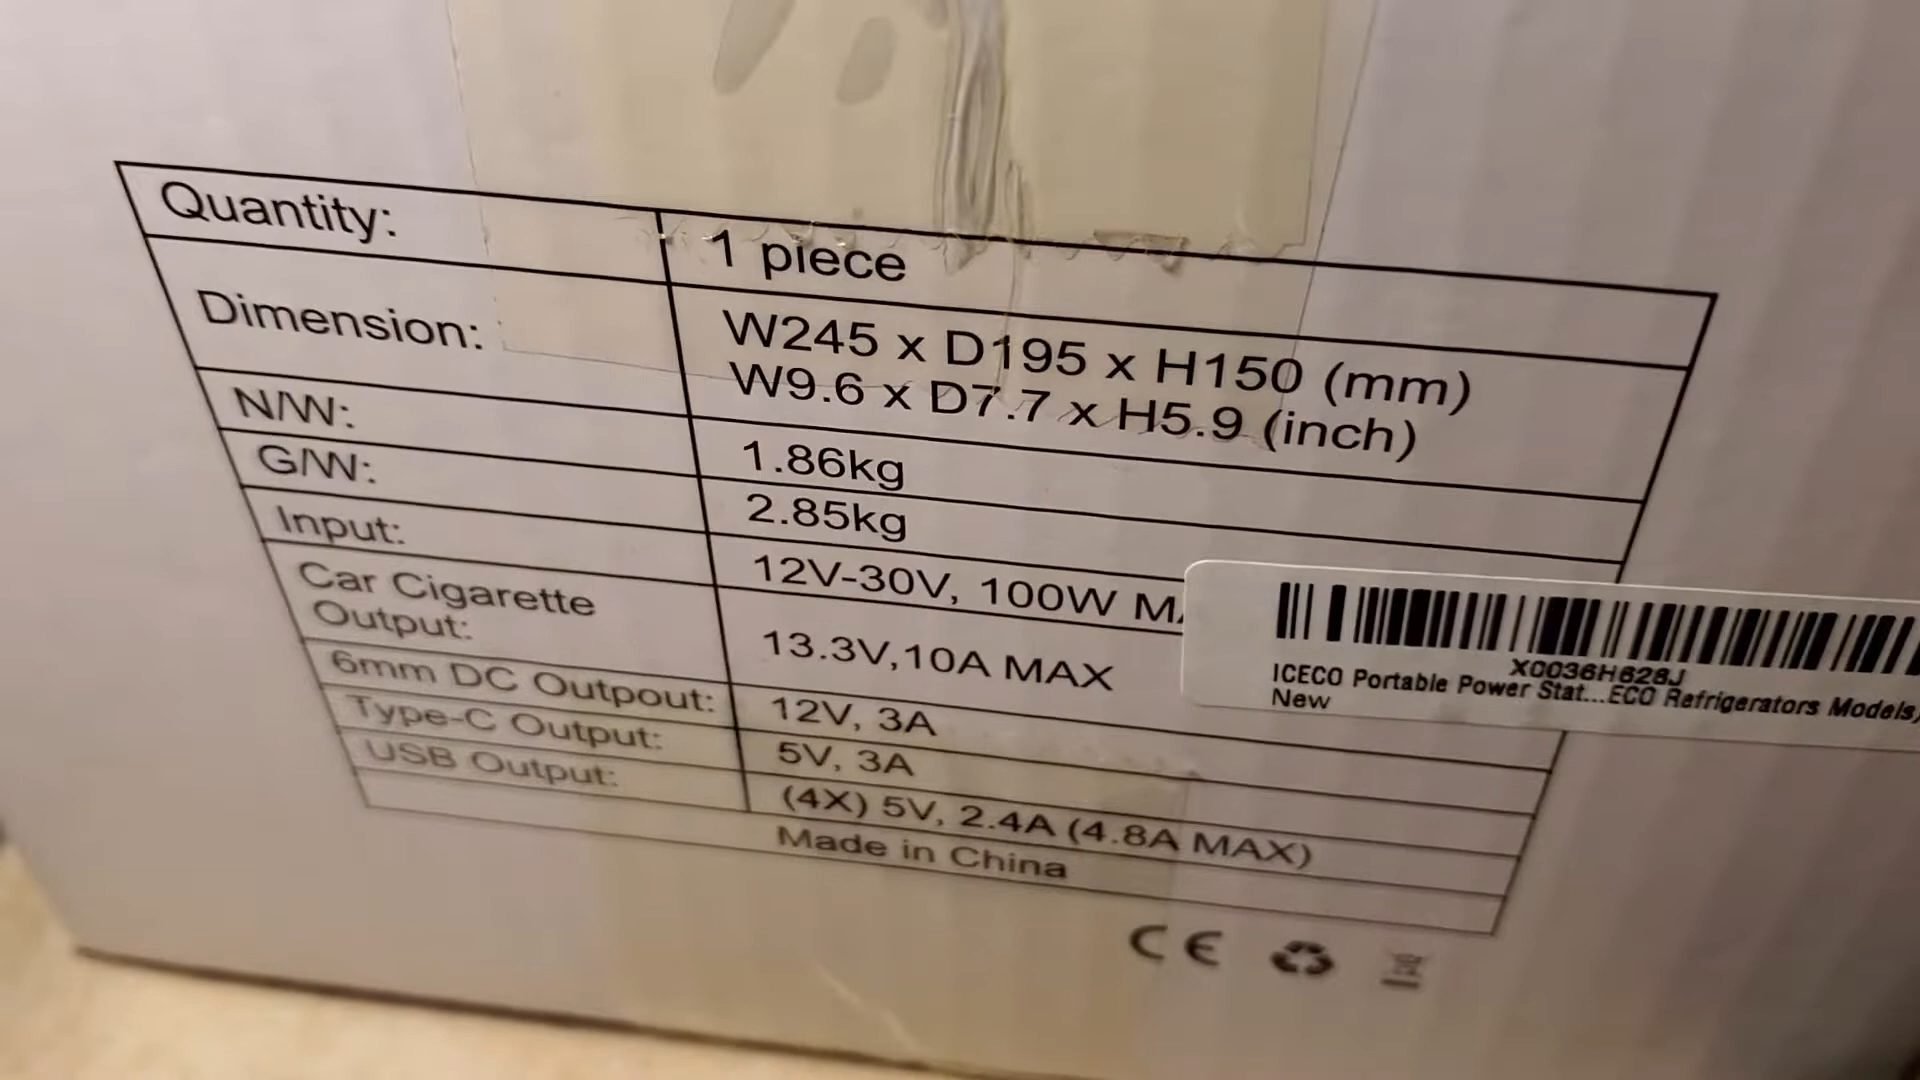 Quantity:
1 piece
Dimension:
W245 x D195 x H150 (mm)
W9.6 x D7.7 x H5.9 (inch)
N/W:
1.86kg
G/W:
2.85kg
Input:
12V-30V, 100W MA
Car Cigarette
Output:
13.3V,10A MAX
6mm DC Outpout:
12V, 3A
Type-C Output:
5V, 3A
USB Output:
(4X) 5V, 2.4A (4.8A MAX)
Made in China
CE
X0036H628J
ICECO Portable Power Stat...ECO Refrigerators Models)
New